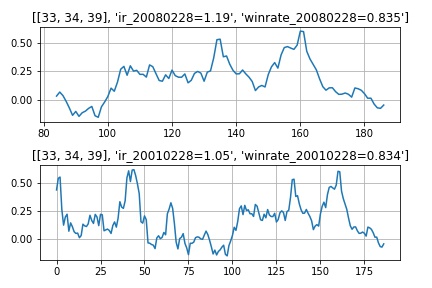 [[33, 34, 39], 'ir_20080228=1.19', 'winrate_20080228=0.835']
0.50
0.25
0.00
80 100 120 140 160 180
[[33, 34, 39], 'ir_20010228=1.05', 'winrate_20010228=0.834']
0.50
0.25
0.00
0 25 50 75 100 125 150 175